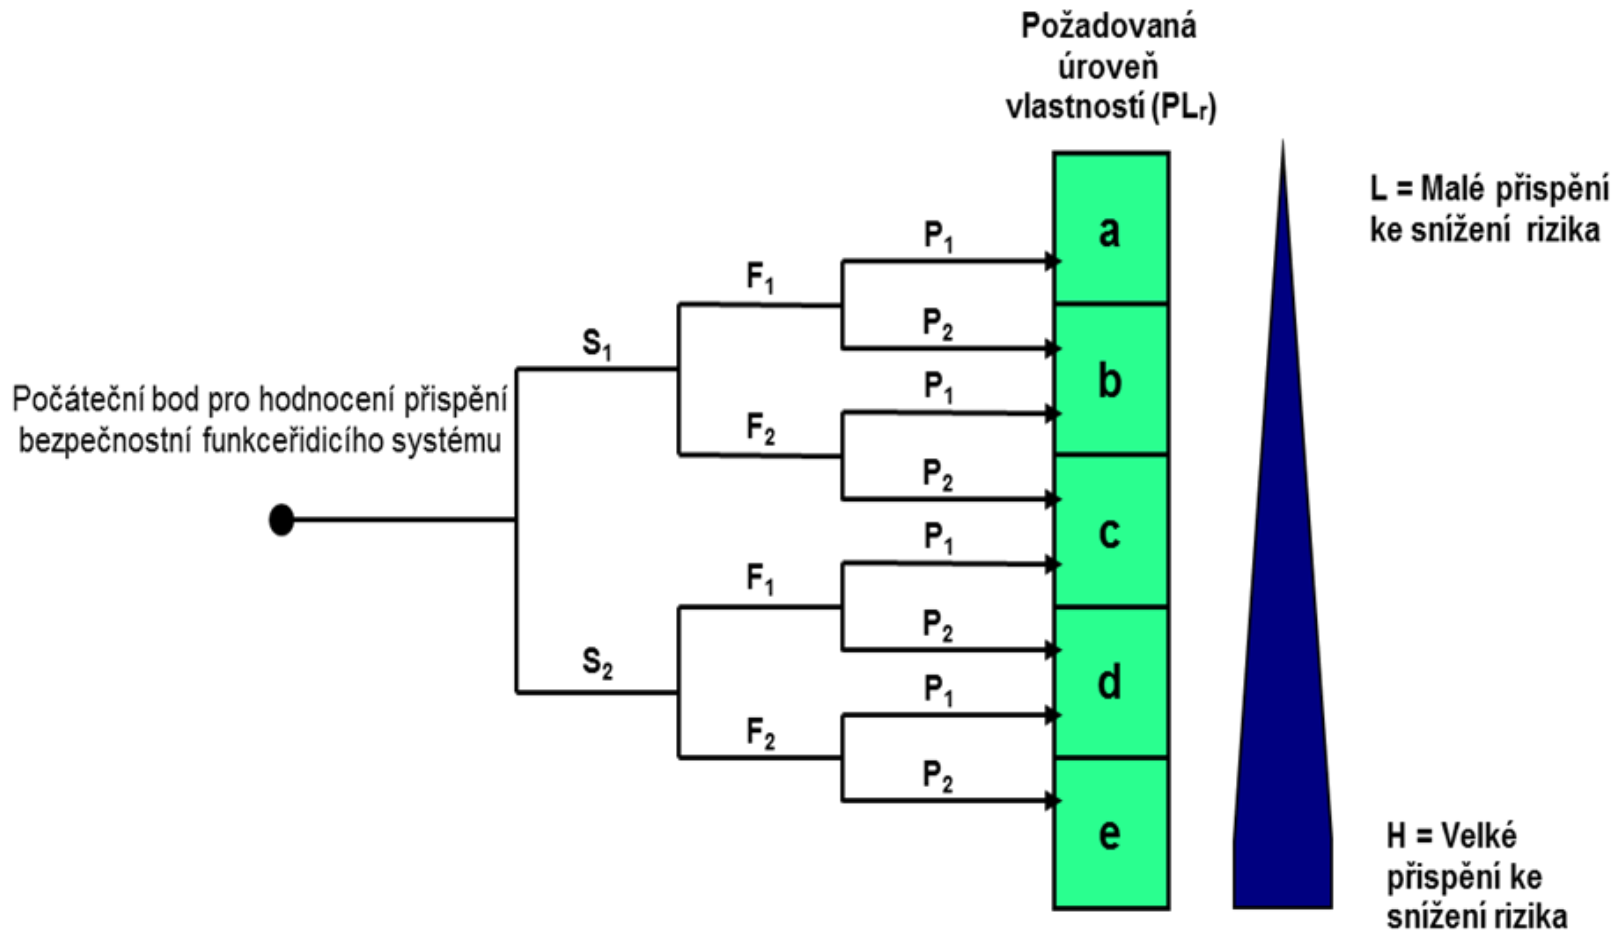 Požadovaná
úroveň
vlastností (PLᵣ)
L = Malé přispění
ke snížení rizika
a
P₁
F₁
P₂
S₁
b
P₁
Počáteční bod pro hodnocení přispění
bezpečnostní funkceřidicího systému
F₂
P₂
c
P₁
F₁
P₂
S₂
d
P₁
F₂
P₂
e
H = Velké
přispění ke
snížení rizika